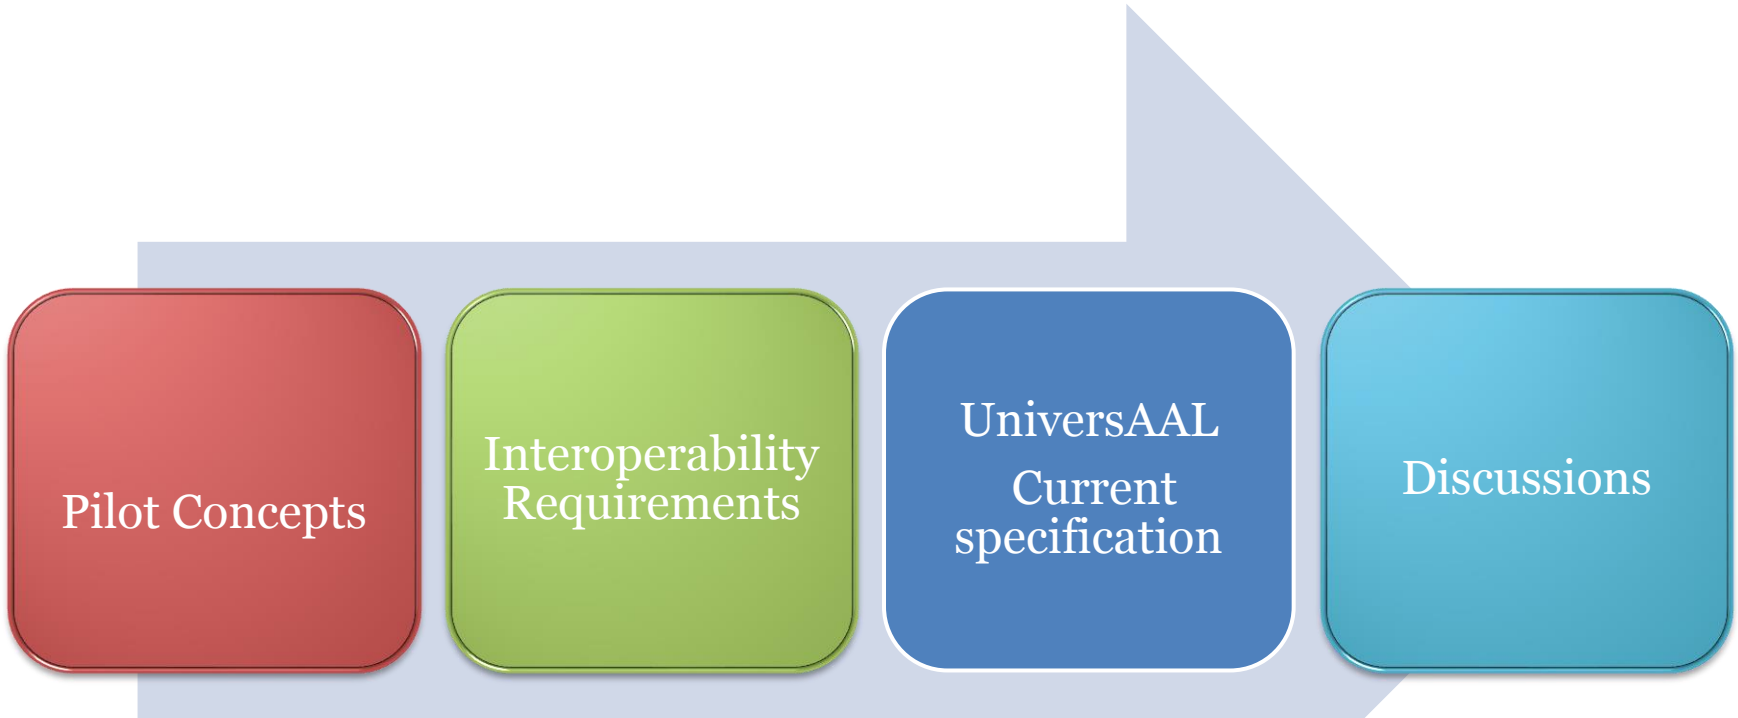 Pilot Concepts
Interoperability
Requirements
UniversAAL
Current
specification
Discussions